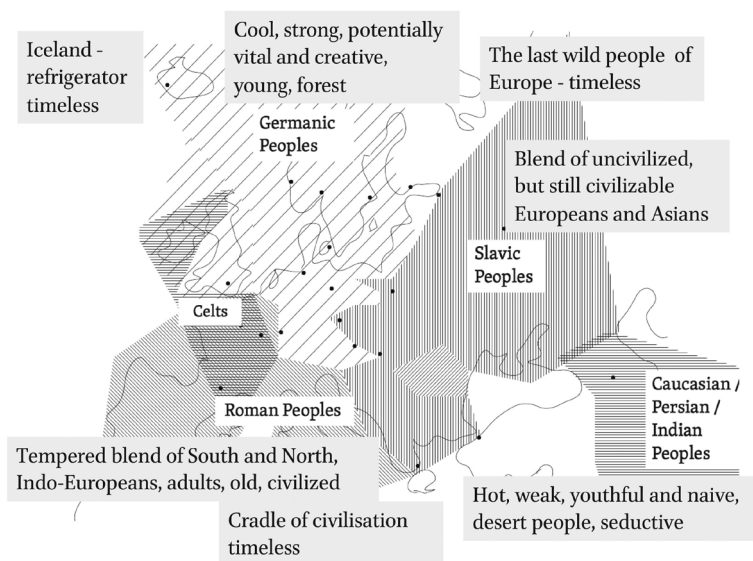 Iceland -
refrigerator
timeless
Cool, strong, potentially
vital and creative,
young, forest
The last wild people of
Europe - timeless
Germanic
Peoples
Blend of uncivilized,
but still civilizable
Europeans and Asians
Slavic
Peoples
Celts
Roman Peoples
Caucasian /
Persian /
Indian
Peoples
Tempered blend of South and North,
Indo-Europeans, adults, old, civilized
Cradle of civilisation
timeless
Hot, weak, youthful and naive,
desert people, seductive